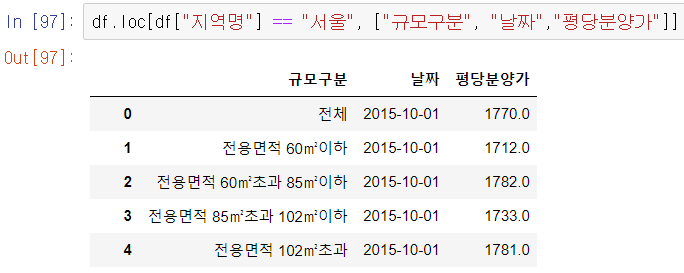 In [97]: df.loc[df["지역명"] == "서울", ["규모구분", "날짜","평당분양가"]]
Out[97]:
규모구분 날짜 평당분양가
0 전체 2015-10-01 1770.0
1 전용면적 60㎡이하 2015-10-01 1712.0
2 전용면적 60㎡초과 85㎡이하 2015-10-01 1782.0
3 전용면적 85㎡초과 102㎡이하 2015-10-01 1733.0
4 전용면적 102㎡초과 2015-10-01 1781.0